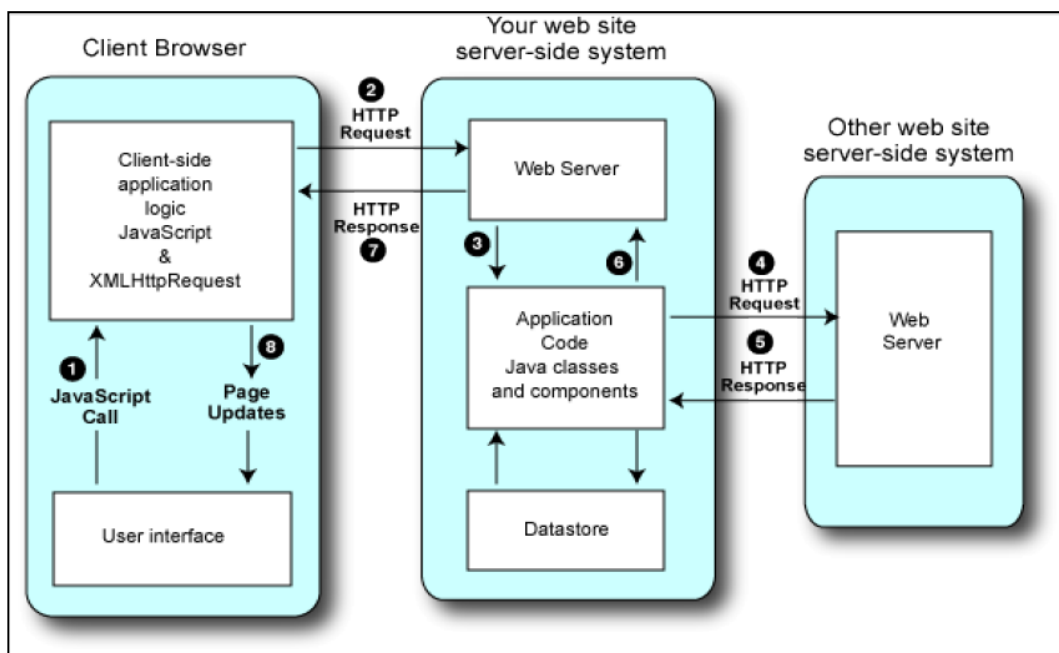 Client Browser
Your web site
server-side system
Other web site
server-side system
Client-side
application
logic
JavaScript
&
XMLHttpRequest
2
HTTP
Request
HTTP
Response
7
1
JavaScript
Call
8
Page
Updates
User interface
Web Server
3
6
Application
Code
Java classes
and components
Datastore
4
HTTP
Request
5
HTTP
Response
Web
Server